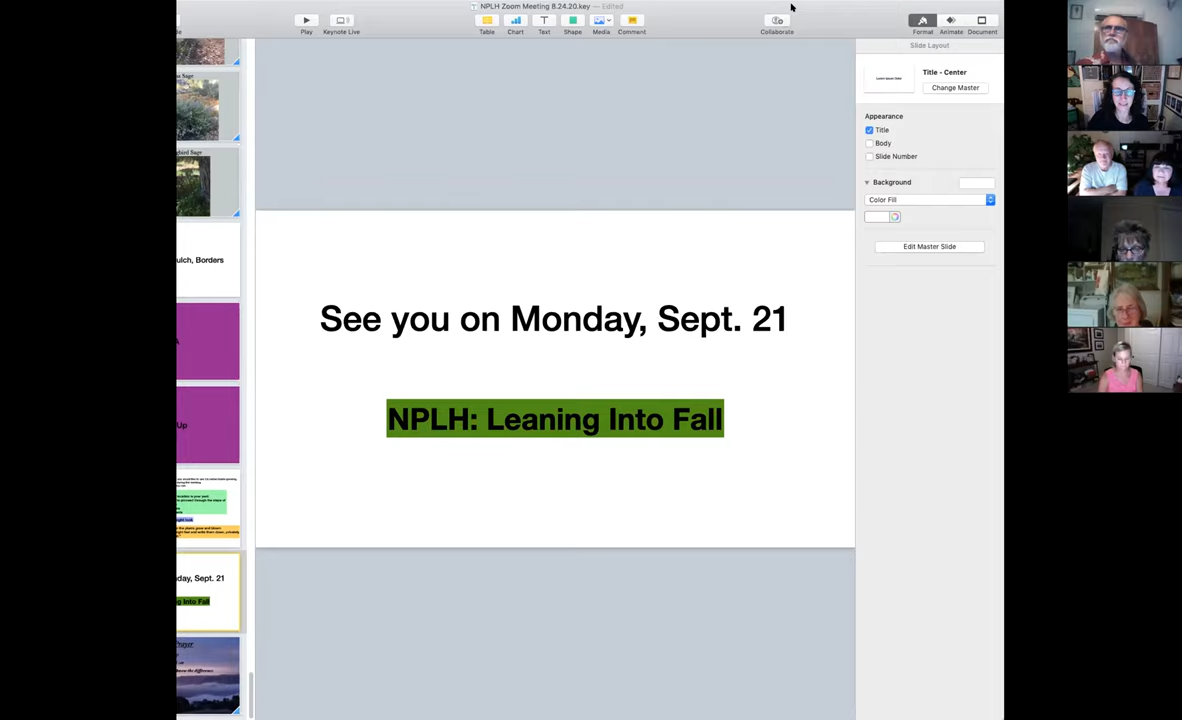 NPLH Zoom Meeting 8.24.20.key — Edited
Play
Keynote Live
Table
Chart
Text
Shape
Media
Comment
Collaborate
Format
Animate
Document
Slide Layout
Title - Center
Change Master
Appearance
Title
Body
Slide Number
Background
Color Fill
Edit Master Slide
Sage
bird Sage
ulch, Borders
A
Up
day, Sept. 21
g Into Fall
Prayer
See you on Monday, Sept. 21
NPLH: Leaning Into Fall